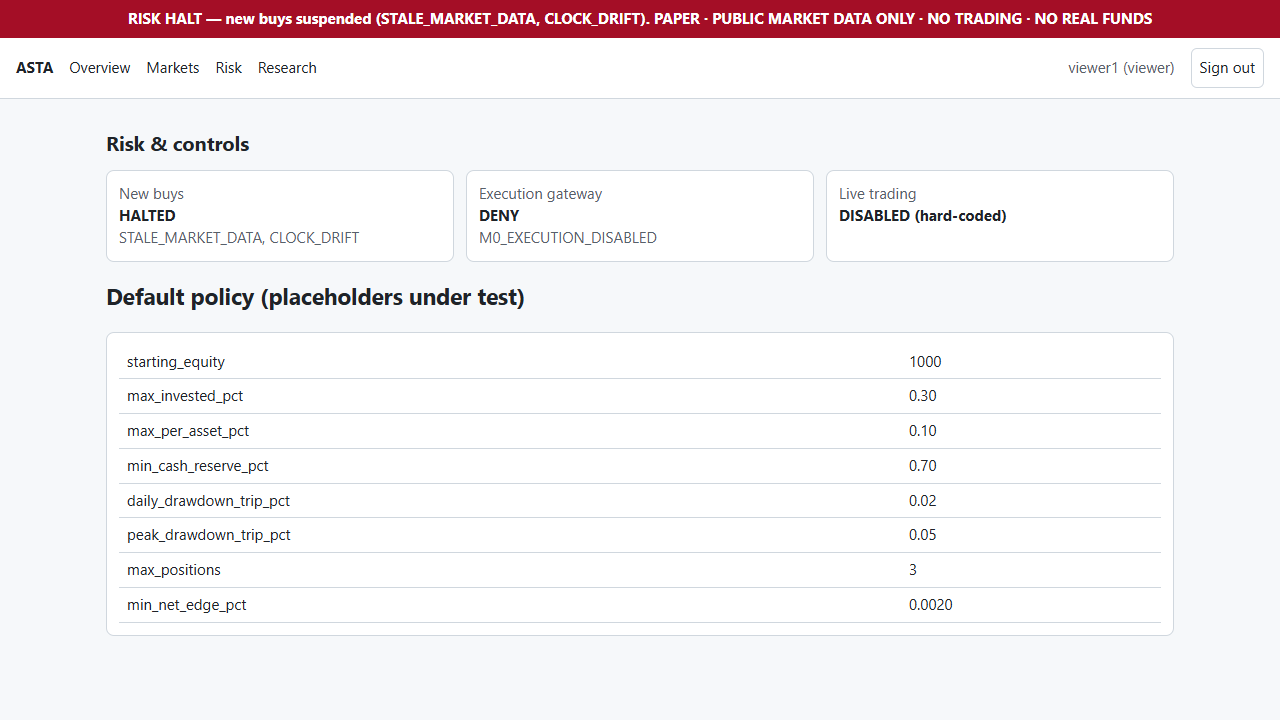 RISK HALT — new buys suspended (STALE_MARKET_DATA, CLOCK_DRIFT). PAPER · PUBLIC MARKET DATA ONLY · NO TRADING · NO REAL FUNDS
ASTA Overview Markets Risk Research viewer1 (viewer) Sign out
Risk & controls
New buys
HALTED
STALE_MARKET_DATA, CLOCK_DRIFT
Execution gateway
DENY
M0_EXECUTION_DISABLED
Live trading
DISABLED (hard-coded)
Default policy (placeholders under test)
starting_equity 1000
max_invested_pct 0.30
max_per_asset_pct 0.10
min_cash_reserve_pct 0.70
daily_drawdown_trip_pct 0.02
peak_drawdown_trip_pct 0.05
max_positions 3
min_net_edge_pct 0.0020